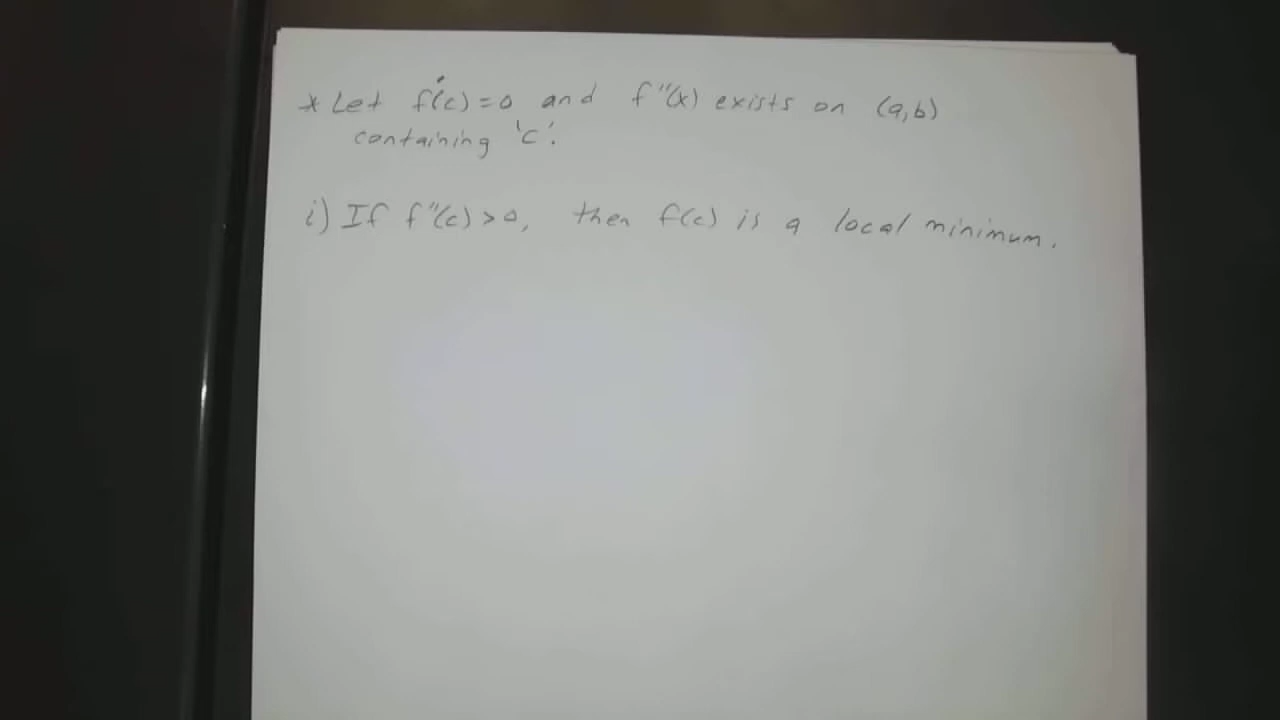 * Let f'(c) = 0 and f''(x) exists on (a,b)
containing 'c'.
i) If f''(c) > 0, then f(c) is a local minimum.